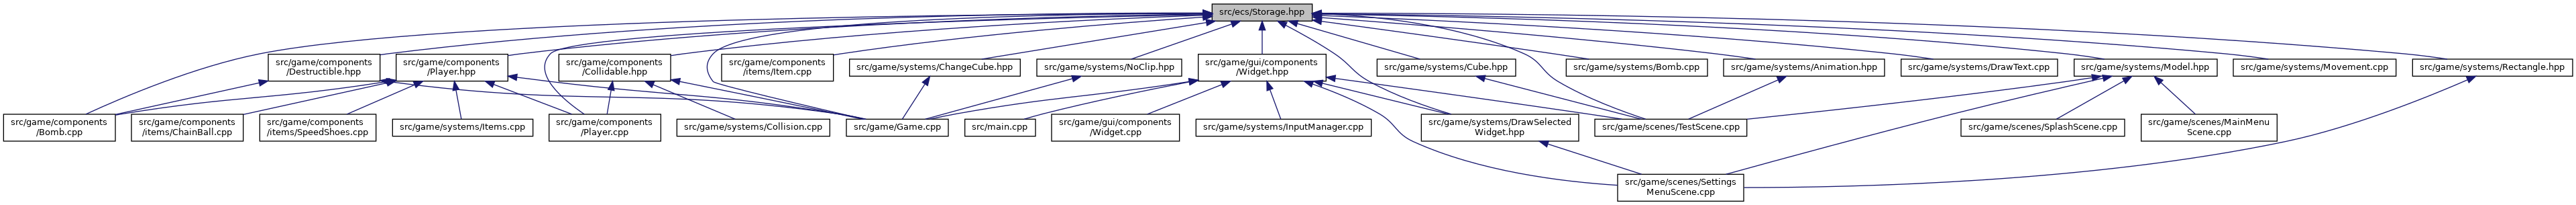 src/ecs/Storage.hpp
src/game/components
/Destructible.hpp
src/game/components
/Player.hpp
src/game/components
/Collidable.hpp
src/game/components
/items/Item.cpp
src/game/systems/ChangeCube.hpp
src/game/systems/NoClip.hpp
src/game/gui/components
/Widget.hpp
src/game/systems/Cube.hpp
src/game/systems/Bomb.cpp
src/game/systems/Animation.hpp
src/game/systems/DrawText.cpp
src/game/systems/Model.hpp
src/game/systems/Movement.cpp
src/game/systems/Rectangle.hpp
src/game/components
/Bomb.cpp
src/game/components
/items/ChainBall.cpp
src/game/components
/items/SpeedShoes.cpp
src/game/systems/Items.cpp
src/game/components
/Player.cpp
src/game/systems/Collision.cpp
src/game/Game.cpp
src/main.cpp
src/game/gui/components
/Widget.cpp
src/game/systems/InputManager.cpp
src/game/systems/DrawSelected
Widget.hpp
src/game/scenes/TestScene.cpp
src/game/scenes/SplashScene.cpp
src/game/scenes/MainMenu
Scene.cpp
src/game/scenes/Settings
MenuScene.cpp